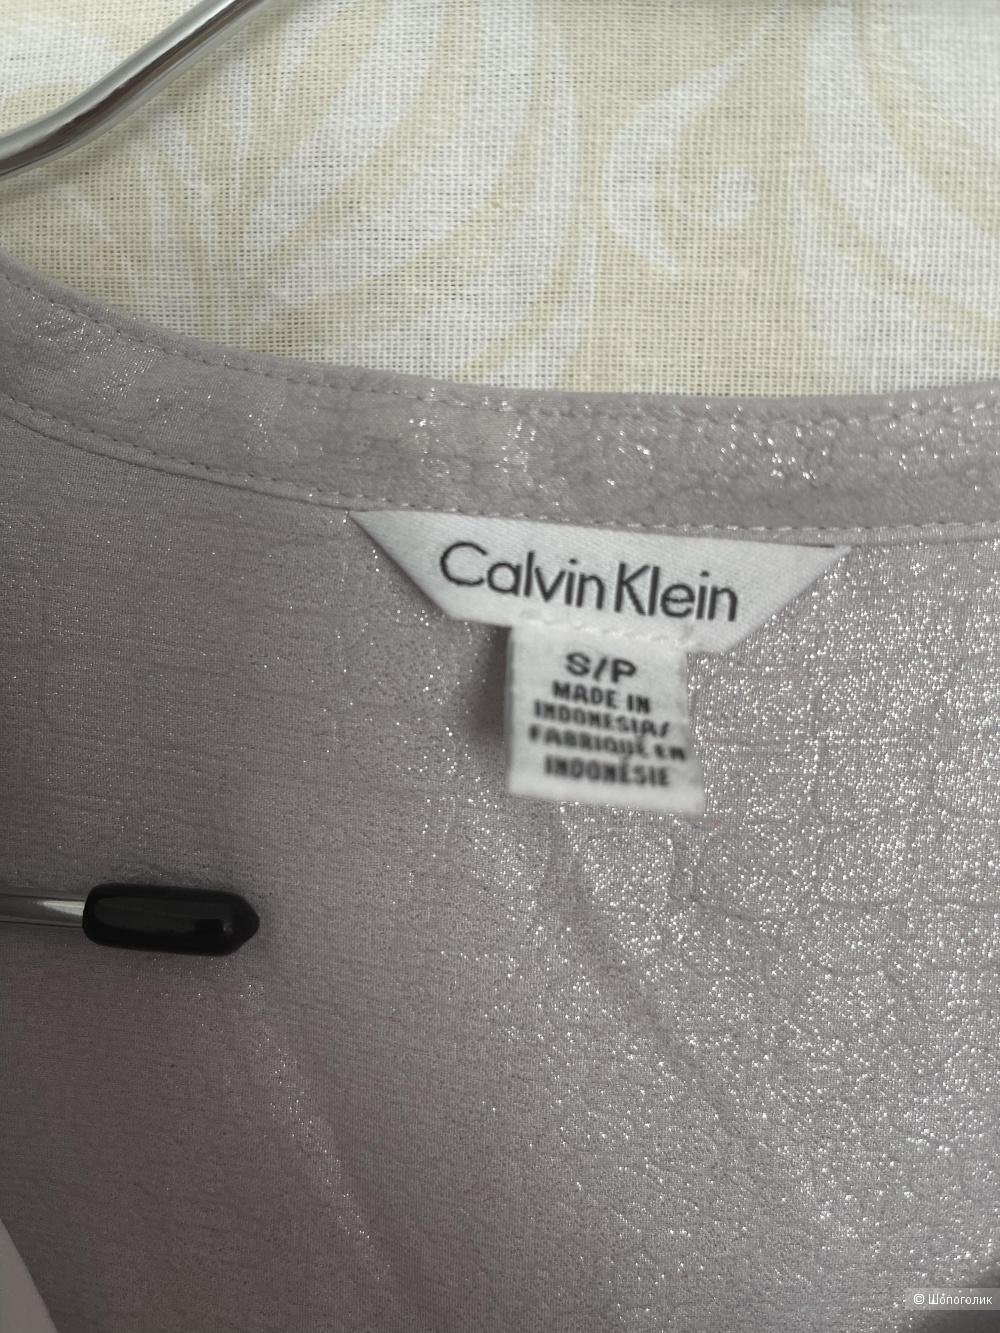 Calvin Klein
S/P
MADE IN
INDONESIA/
FABRIQUÉ EN
INDONÉSIE
© Шопоголик